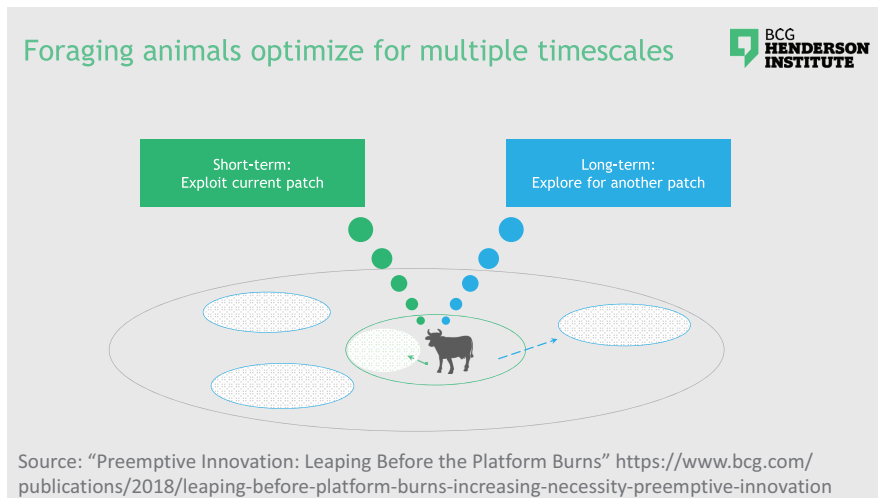 Foraging animals optimize for multiple timescales
BCG
HENDERSON
INSTITUTE
Short-term:
Exploit current patch
Long-term:
Explore for another patch
Source: “Preemptive Innovation: Leaping Before the Platform Burns” https://www.bcg.com/
publications/2018/leaping-before-platform-burns-increasing-necessity-preemptive-innovation